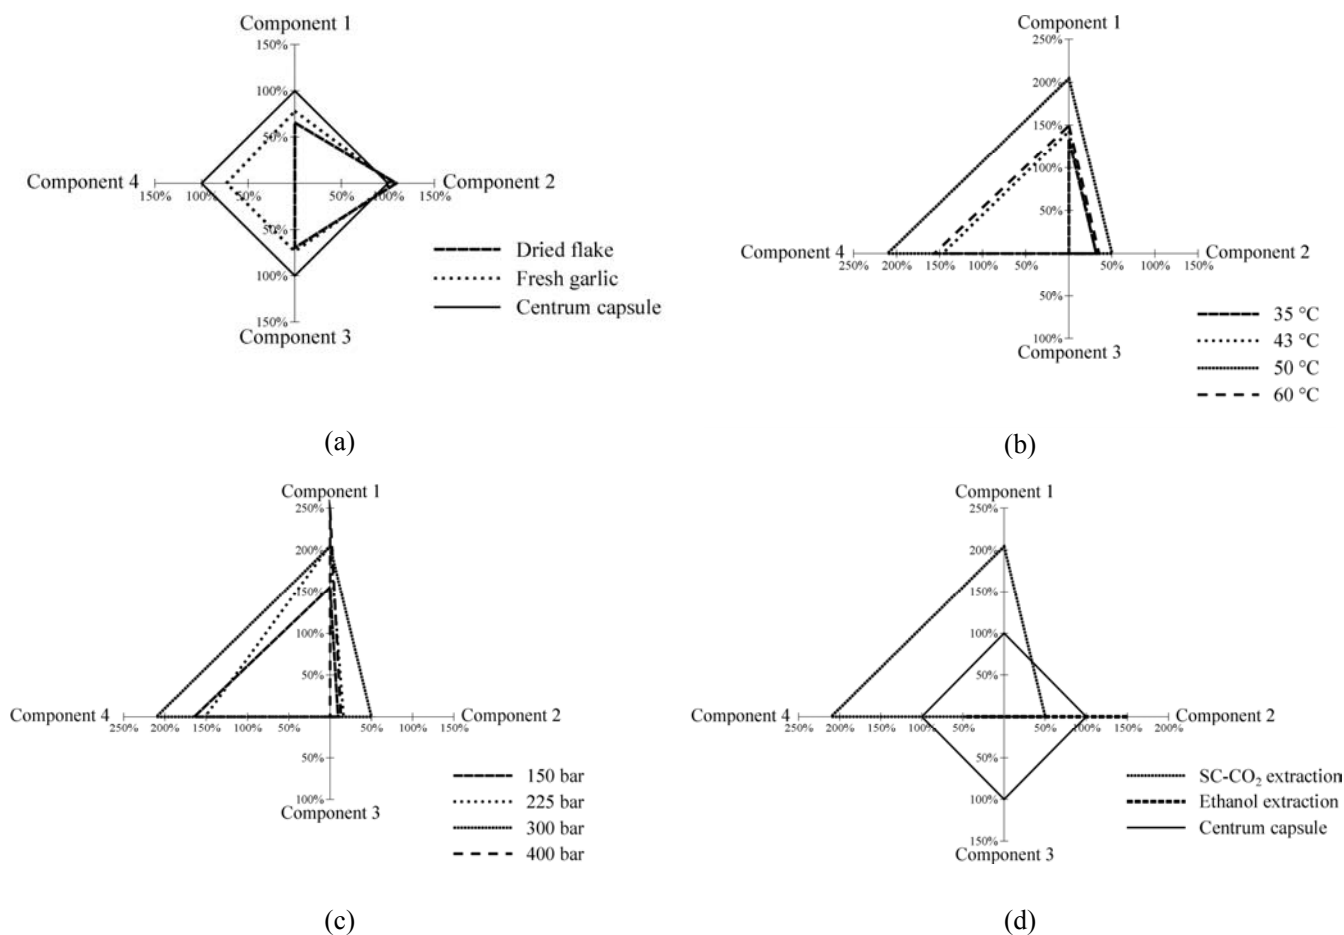 Component 1
150%
100%
50%
Component 4
Component 2
150% 100% 50% 50% 100% 150%
50%
100%
150%
Component 3
Dried flake
Fresh garlic
Centrum capsule
(a)
Component 1
250%
200%
150%
100%
50%
Component 4
Component 2
250% 200% 150% 100% 50% 50% 100% 150%
50%
100%
Component 3
35 °C
43 °C
50 °C
60 °C
(b)
Component 1
250%
200%
150%
100%
50%
Component 4
Component 2
250% 200% 150% 100% 50% 50% 100% 150%
50%
100%
Component 3
150 bar
225 bar
300 bar
400 bar
(c)
Component 1
250%
200%
150%
100%
50%
Component 4
Component 2
250% 200% 150% 100% 50% 50% 100% 150% 200%
50%
100%
150%
Component 3
SC-CO₂ extraction
Ethanol extraction
Centrum capsule
(d)